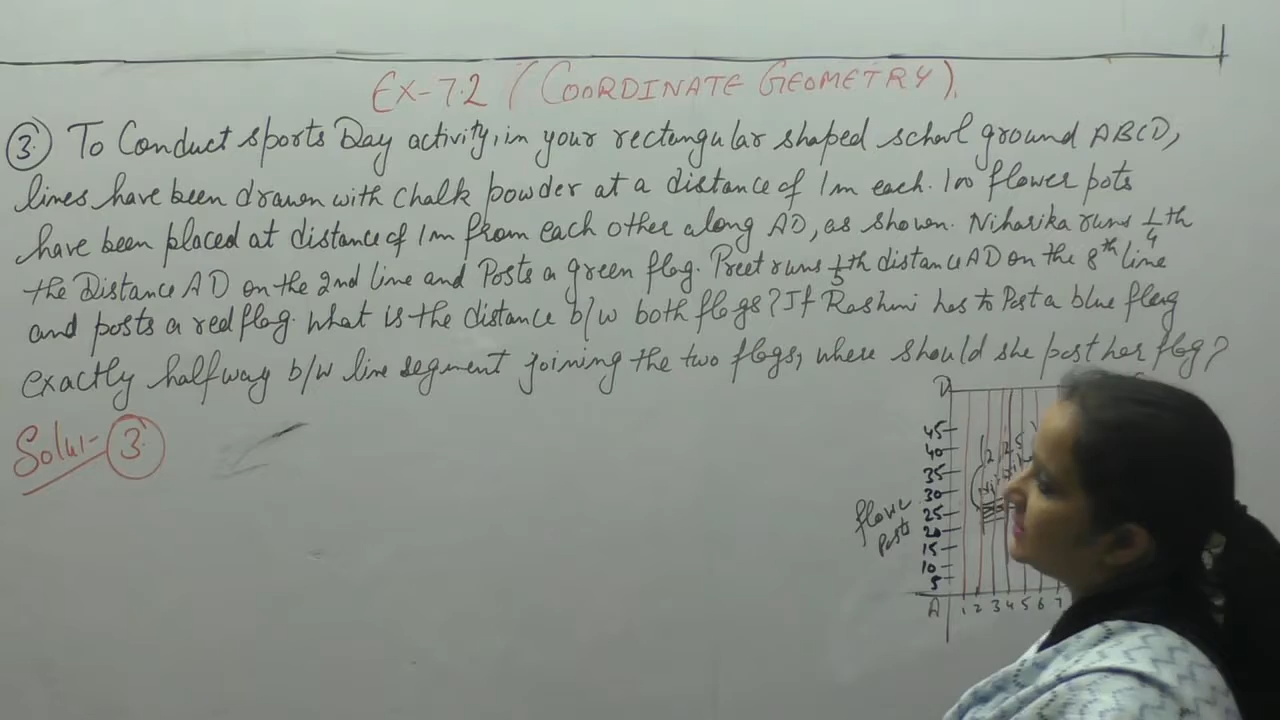 EX-7.2 (COORDINATE GEOMETRY).
3. To Conduct sports Day activity, in your rectangular shaped school ground ABCD,
lines have been drawn with chalk powder at a distance of 1m each. 100 flower pots
have been placed at distance of 1m from each other along AD, as shown. Niharika runs 1/4 th
the Distance AD on the 2nd line and Posts a green flag. Preet runs 1/5 th distance AD on the 8th line
and posts a red flag. What is the distance b/w both flags? If Rashmi has to Post a blue flag
exactly halfway b/w line segment joining the two flags, where should she post her flag?
Solu:- 3.
D
45
40
35
30
25
20
15
10
5
A 1 2 3 4 5 6 7
(2, 25)